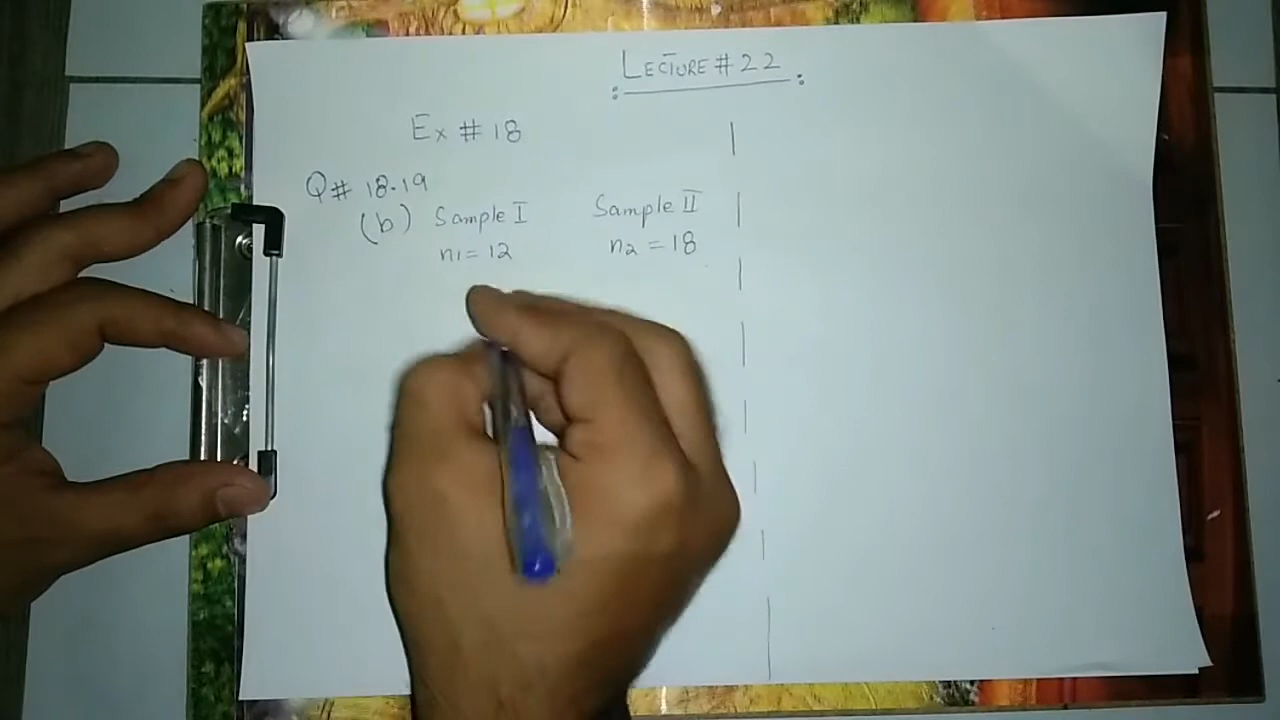 LECTURE # 22
Ex # 18
Q# 18.19
(b) Sample I Sample II
n1 = 12 n2 = 18